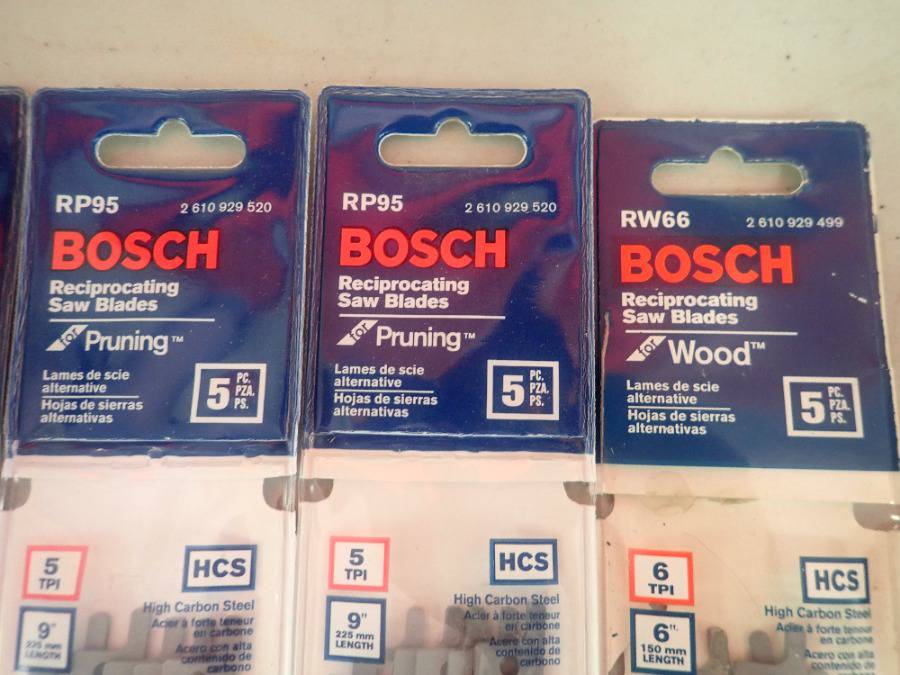 RP95 2 610 929 520
BOSCH
Reciprocating
Saw Blades
for Pruning™
Lames de scie
alternative
Hojas de sierras
alternativas
5 PC.
PZA.
PS.
5
TPI
HCS
High Carbon Steel
Acier à forte teneur
en carbone
Acero con alta
contenido de
carbono
9"
225 mm
LENGTH
RP95 2 610 929 520
BOSCH
Reciprocating
Saw Blades
for Pruning™
Lames de scie
alternative
Hojas de sierras
alternativas
5 PC.
PZA.
PS.
5
TPI
HCS
High Carbon Steel
Acier à forte teneur
en carbone
Acero con alta
contenido de
carbono
9"
225 mm
LENGTH
RW66 2 610 929 499
BOSCH
Reciprocating
Saw Blades
for Wood™
Lames de scie
alternative
Hojas de sierras
alternativas
5 PC.
PZA.
PS.
6
TPI
HCS
High Carbon Steel
Acier à forte teneur
en carbone
Acero con alta
contenido de
6"
150 mm
LENGTH